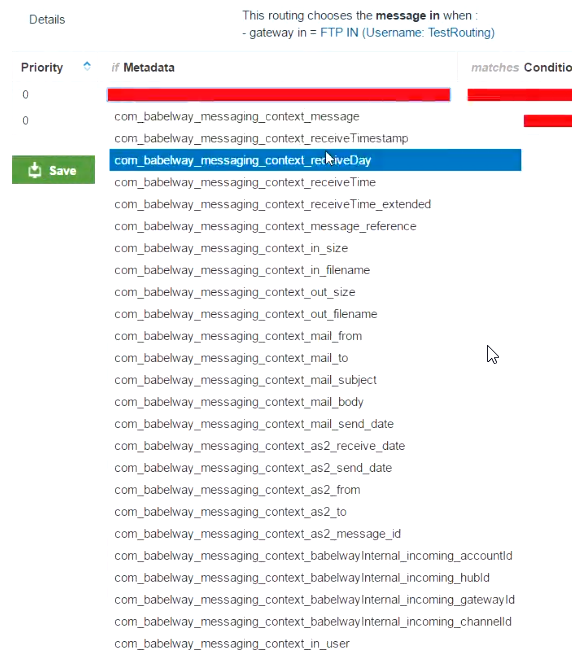 Details
This routing chooses the message in when :
- gateway in = FTP IN (Username: TestRouting)
Priority if Metadata matches Conditio
0
0
com_babelway_messaging_context_message
com_babelway_messaging_context_receiveTimestamp
com_babelway_messaging_context_receiveDay
Save
com_babelway_messaging_context_receiveTime
com_babelway_messaging_context_receiveTime_extended
com_babelway_messaging_context_message_reference
com_babelway_messaging_context_in_size
com_babelway_messaging_context_in_filename
com_babelway_messaging_context_out_size
com_babelway_messaging_context_out_filename
com_babelway_messaging_context_mail_from
com_babelway_messaging_context_mail_to
com_babelway_messaging_context_mail_subject
com_babelway_messaging_context_mail_body
com_babelway_messaging_context_mail_send_date
com_babelway_messaging_context_as2_receive_date
com_babelway_messaging_context_as2_send_date
com_babelway_messaging_context_as2_from
com_babelway_messaging_context_as2_to
com_babelway_messaging_context_as2_message_id
com_babelway_messaging_context_babelwayInternal_incoming_accountId
com_babelway_messaging_context_babelwayInternal_incoming_hubId
com_babelway_messaging_context_babelwayInternal_incoming_gatewayId
com_babelway_messaging_context_babelwayInternal_incoming_channelId
com_babelway_messaging_context_in_user